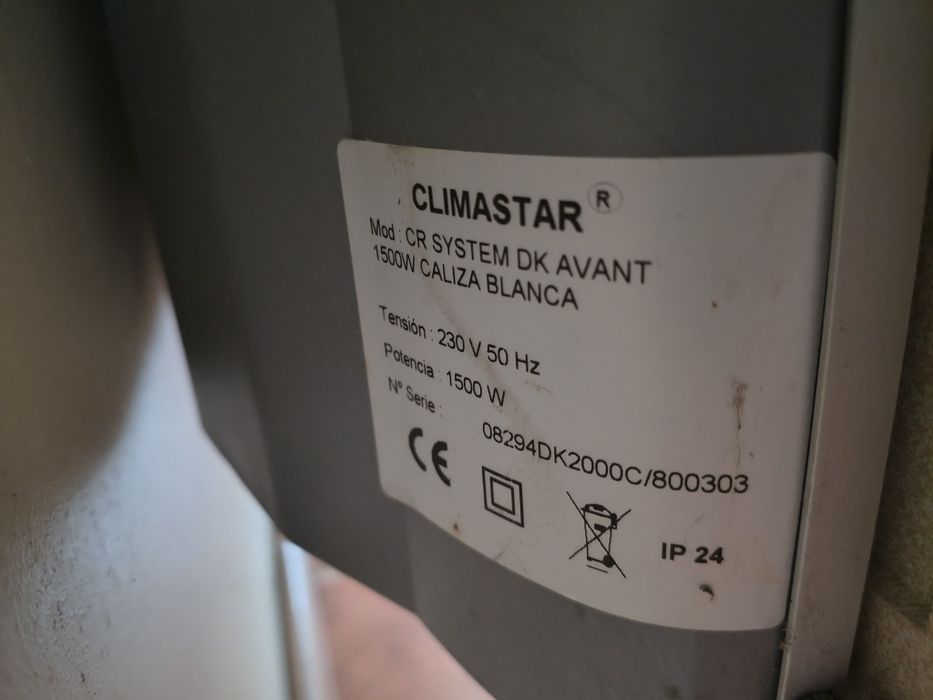 CLIMASTAR ®
Mod : CR SYSTEM DK AVANT
1500W CALIZA BLANCA
Tensión : 230 V 50 Hz
Potencia : 1500 W
Nº Serie :
08294DK2000C/800303
CE
IP 24